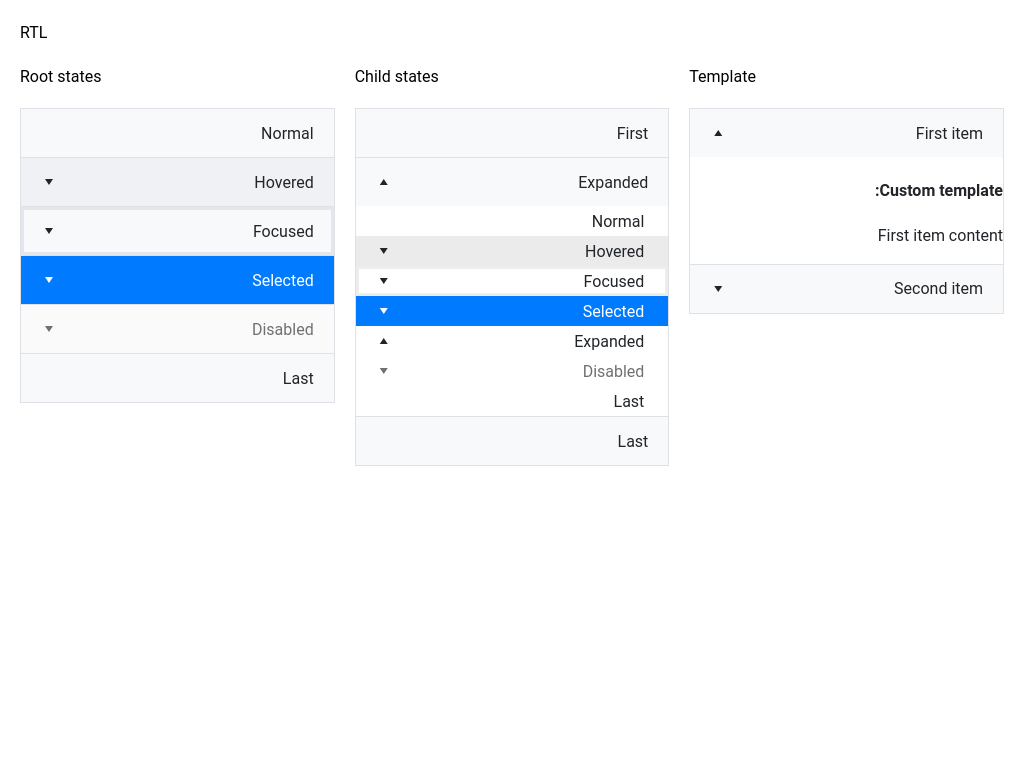 RTL
Root states
Normal
Hovered
Focused
Selected
Disabled
Last
Child states
First
Expanded
Normal
Hovered
Focused
Selected
Expanded
Disabled
Last
Last
Template
First item
:Custom template
First item content
Second item